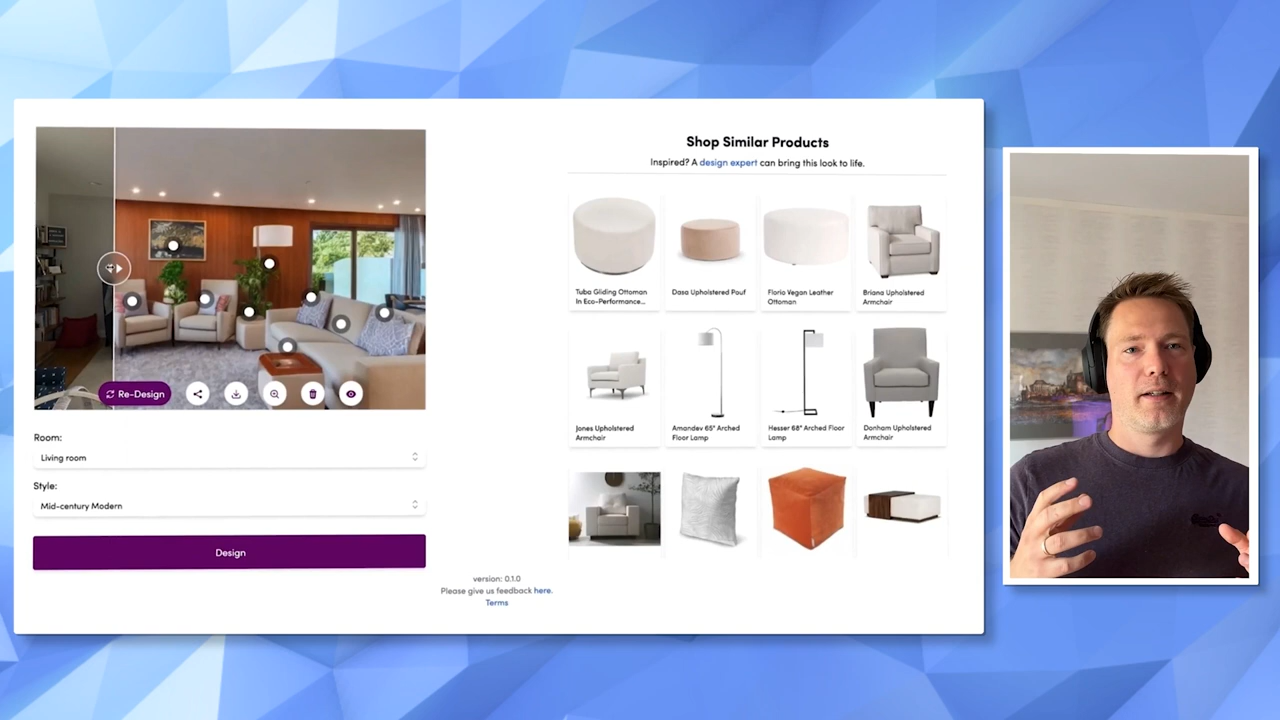 Re-Design
Room:
Living room
Style:
Mid-century Modern
Design
version: 0.1.0
Please give us feedback here.
Terms
Shop Similar Products
Inspired? A design expert can bring this look to life.
Tuba Gliding Ottoman
In Eco-Performance...
Dasa Upholstered Pouf
Floria Vegan Leather
Ottoman
Briana Upholstered
Armchair
Jones Upholstered
Armchair
Amandev 65" Arched
Floor Lamp
Hesser 68" Arched Floor
Lamp
Donham Upholstered
Armchair